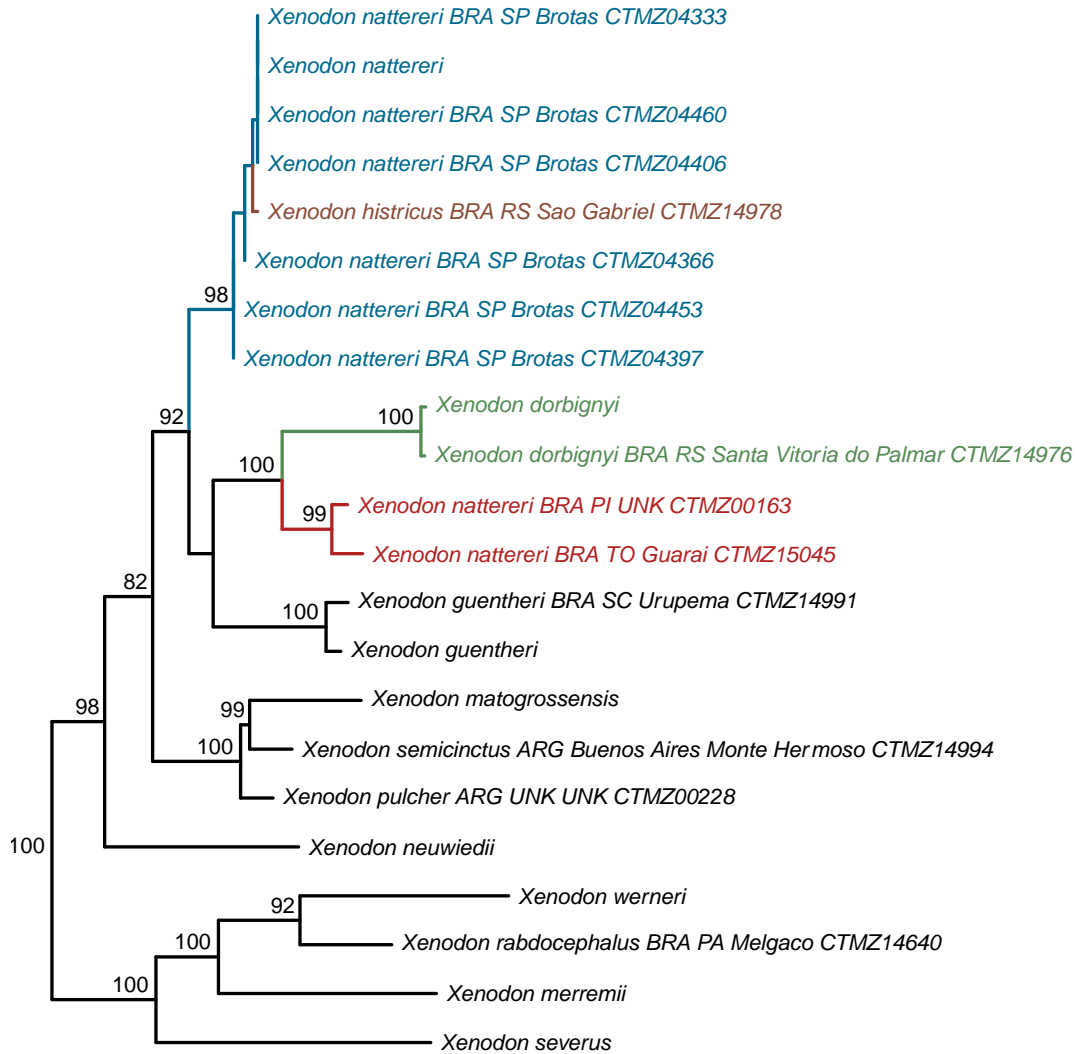 Xenodon nattereri BRA SP Brotas CTMZ04333
Xenodon nattereri
Xenodon nattereri BRA SP Brotas CTMZ04460
Xenodon nattereri BRA SP Brotas CTMZ04406
Xenodon histricus BRA RS Sao Gabriel CTMZ14978
Xenodon nattereri BRA SP Brotas CTMZ04366
98
Xenodon nattereri BRA SP Brotas CTMZ04453
Xenodon nattereri BRA SP Brotas CTMZ04397
Xenodon dorbignyi
92
100
Xenodon dorbignyi BRA RS Santa Vitoria do Palmar CTMZ14976
100
Xenodon nattereri BRA PI UNK CTMZ00163
99
Xenodon nattereri BRA TO Guarai CTMZ15045
82
Xenodon guentheri BRA SC Urupema CTMZ14991
100
Xenodon guentheri
Xenodon matogrossensis
98
99
Xenodon semicinctus ARG Buenos Aires Monte Hermoso CTMZ14994
100
Xenodon pulcher ARG UNK UNK CTMZ00228
100
Xenodon neuwiedii
Xenodon werneri
92
Xenodon rabdocephalus BRA PA Melgaco CTMZ14640
100
100
Xenodon merremii
Xenodon severus